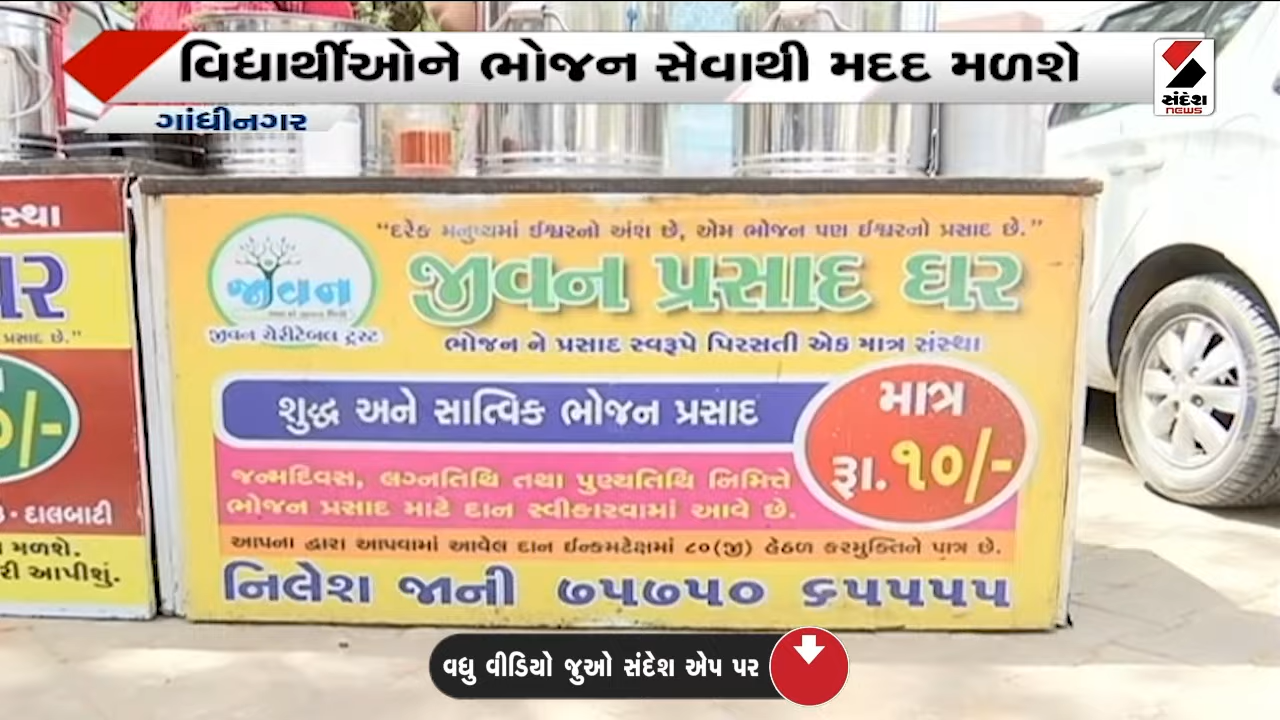 વિદ્યાર્થીઓને ભોજન સેવાથી મદદ મળશે
સંદેશ
NEWS
ગાંધીનગર
સ્થા
પ્રસાદ છે.”
/-
• દાલબાટી
મળશે.
આપીશું.
“દરેક મનુષ્યમાં ઈશ્વરનો અંશ છે, એમ ભોજન પણ ઈશ્વરનો પ્રસાદ છે.”
જીવન
જીવન ચેરીટેબલ ટ્રસ્ટ
જીવન પ્રસાદ ઘર
ભોજન ને પ્રસાદ સ્વરૂપે પિરસતી એક માત્ર સંસ્થા
શુદ્ધ અને સાત્વિક ભોજન પ્રસાદ
માત્ર
રૂા. ૧૦/-
જન્મદિવસ, લગ્નતિથિ તથા પુણ્યતિથિ નિમિત્તે
ભોજન પ્રસાદ માટે દાન સ્વીકારવામાં આવે છે.
આપના દ્વારા આપવામાં આવેલ દાન ઈન્કમટેક્ષમાં ૮૦(જી) હેઠળ કરમુક્તિને પાત્ર છે.
નિલેશ જાની ૭૫૭૫૦ ૬૫૫૫૫
વધુ વીડિયો જુઓ સંદેશ એપ પર